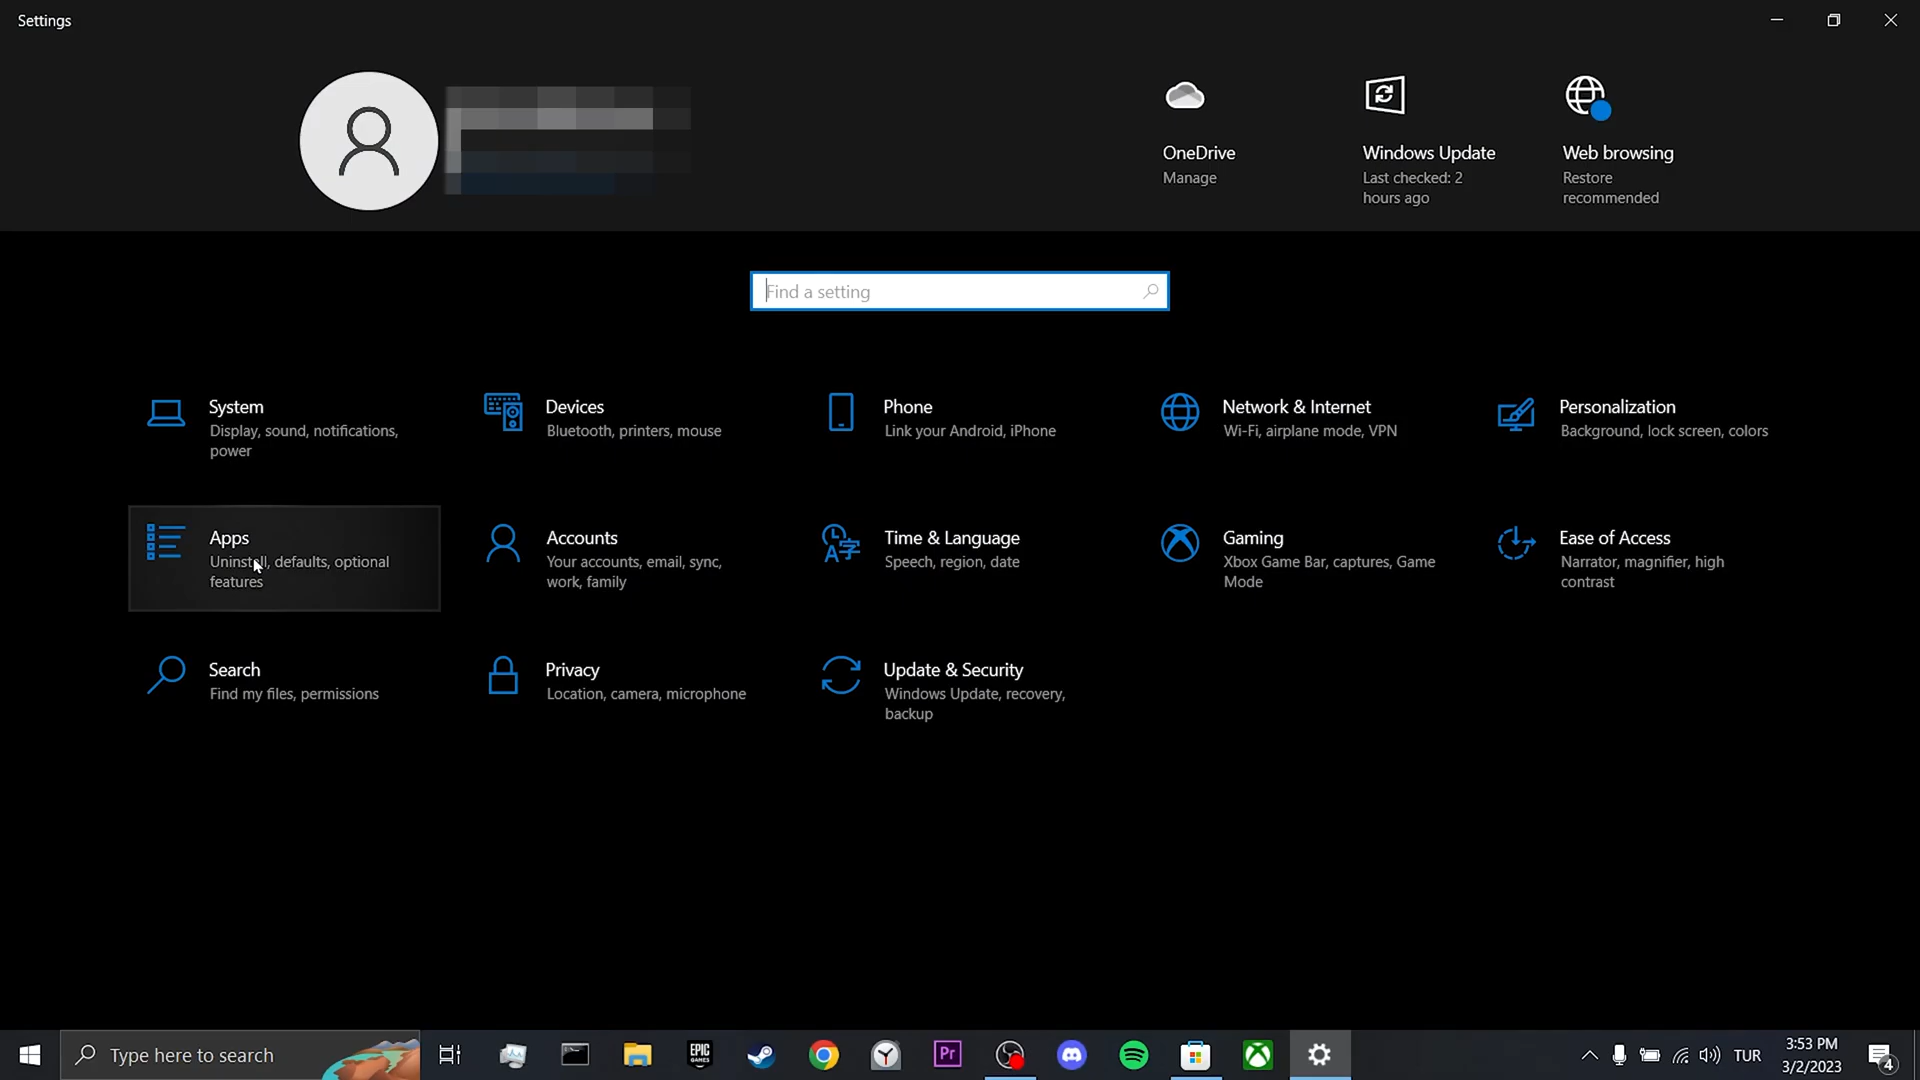 Settings
OneDrive
Manage
Windows Update
Last checked: 2
hours ago
Web browsing
Restore
recommended
Find a setting
System
Display, sound, notifications,
power
Devices
Bluetooth, printers, mouse
Phone
Link your Android, iPhone
Network & Internet
Wi-Fi, airplane mode, VPN
Personalization
Background, lock screen, colors
Apps
Uninstall, defaults, optional
features
Accounts
Your accounts, email, sync,
work, family
Time & Language
Speech, region, date
Gaming
Xbox Game Bar, captures, Game
Mode
Ease of Access
Narrator, magnifier, high
contrast
Search
Find my files, permissions
Privacy
Location, camera, microphone
Update & Security
Windows Update, recovery,
backup
Type here to search
EPIC
GAMES
Pr
TUR
3:53 PM
3/2/2023
4